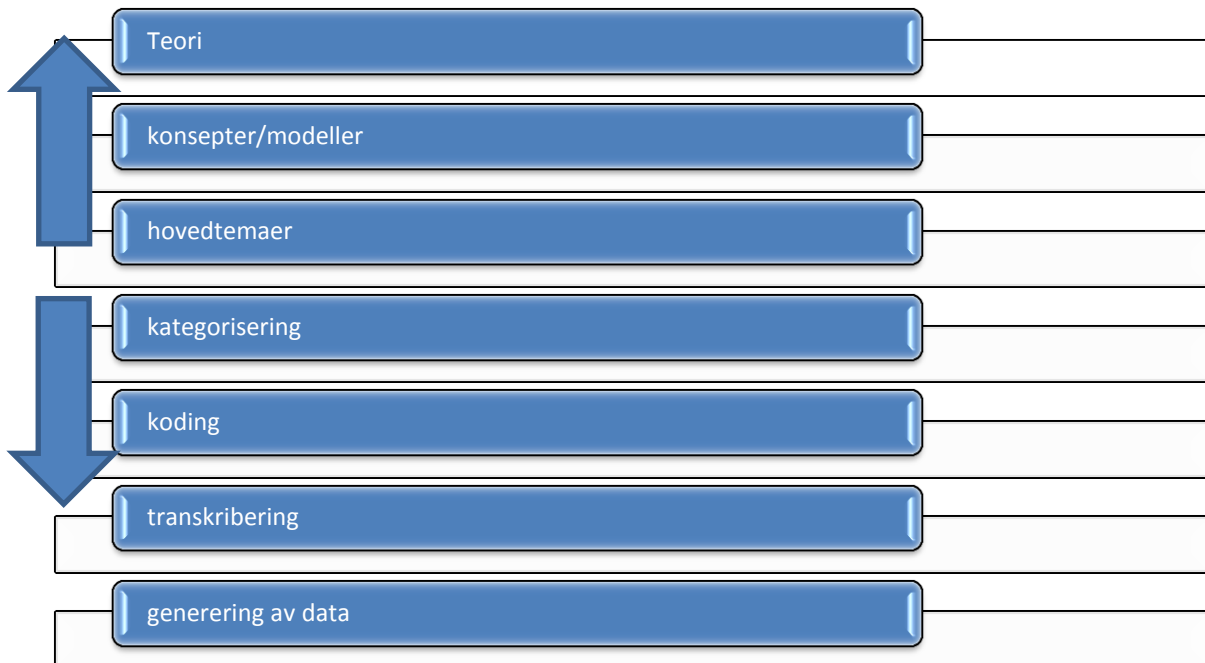 Teori
konsepter/modeller
hovedtemaer
kategorisering
koding
transkribering
generering av data